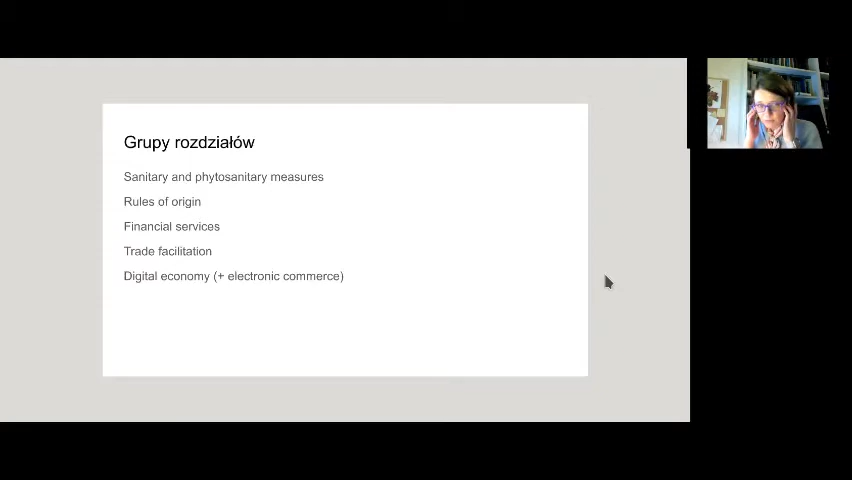 Grupy rozdziałów
Sanitary and phytosanitary measures
Rules of origin
Financial services
Trade facilitation
Digital economy (+ electronic commerce)